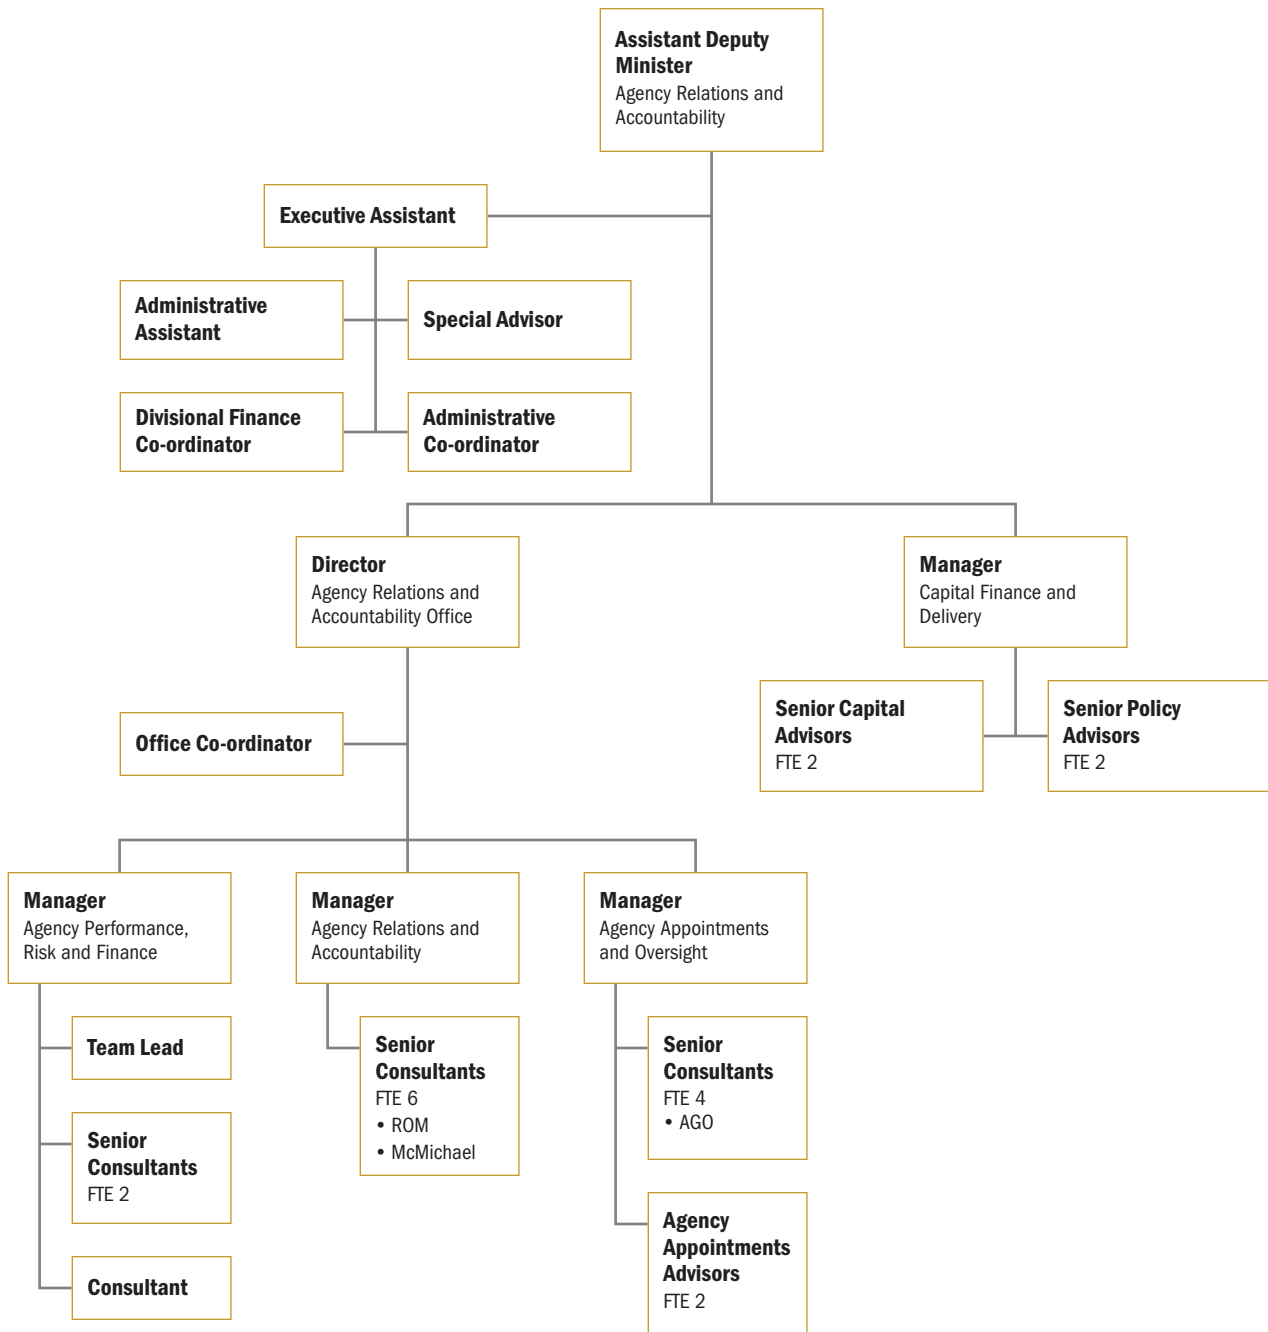 Assistant Deputy
Minister
Agency Relations and
Accountability
Executive Assistant
Administrative
Assistant
Special Advisor
Divisional Finance
Co-ordinator
Administrative
Co-ordinator
Director
Agency Relations and
Accountability Office
Manager
Capital Finance and
Delivery
Senior Capital
Advisors
FTE 2
Senior Policy
Advisors
FTE 2
Office Co-ordinator
Manager
Agency Performance,
Risk and Finance
Manager
Agency Relations and
Accountability
Manager
Agency Appointments
and Oversight
Team Lead
Senior
Consultants
FTE 2
Consultant
Senior
Consultants
FTE 6
• ROM
• McMichael
Senior
Consultants
FTE 4
• AGO
Agency
Appointments
Advisors
FTE 2